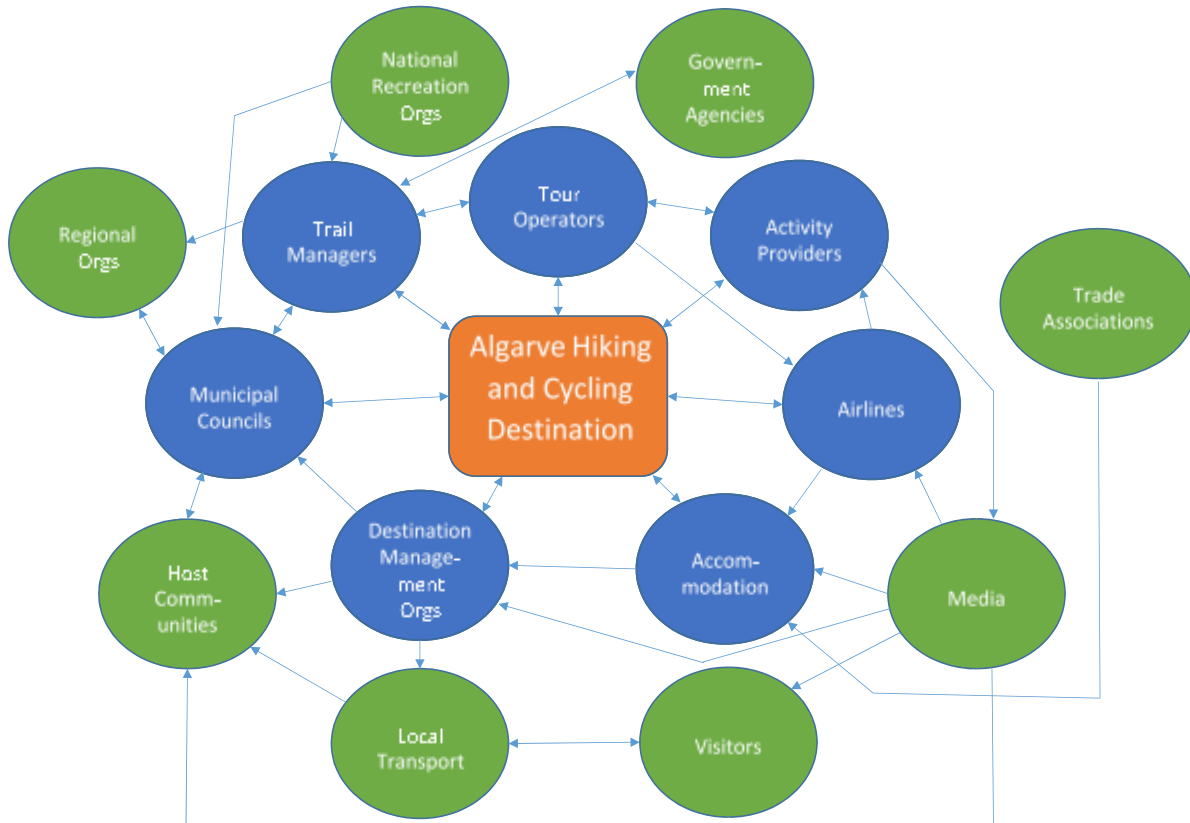 National
Recreation
Orgs
Govern-
ment
Agencies
Tour
Operators
Trail
Managers
Activity
Providers
Regional
Orgs
Trade
Associations
Algarve Hiking
and Cycling
Destination
Municipal
Councils
Airlines
Destination
Manage-
ment
Orgs
Accom-
modation
Host
Comm-
unities
Media
Local
Transport
Visitors